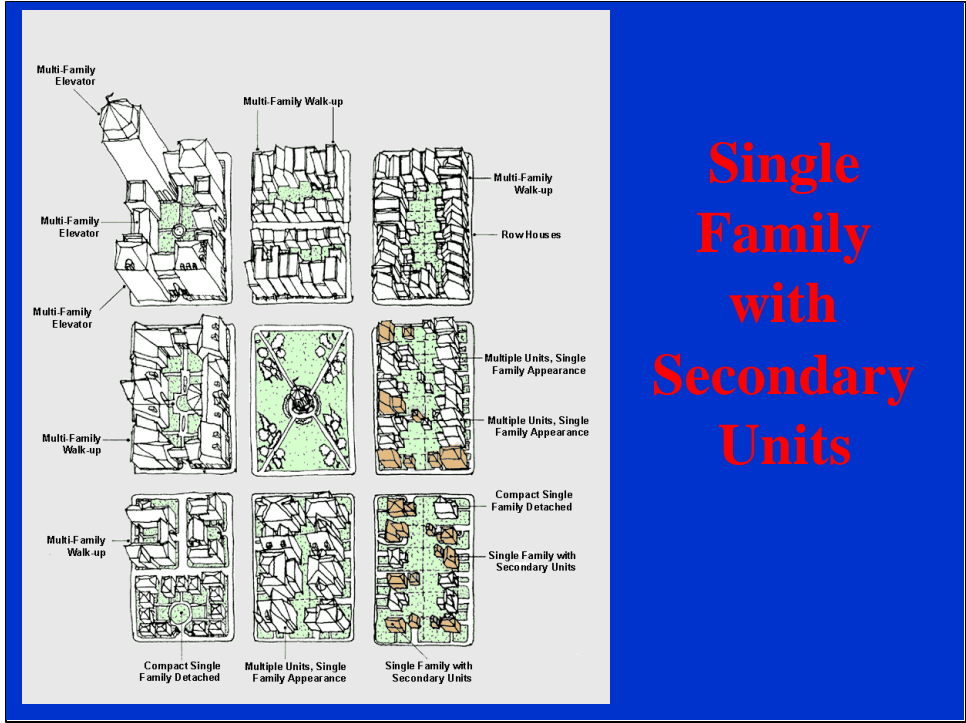 Multi-Family
Elevator
Multi-Family Walk-up
Multi-Family
Walk-up
Multi-Family
Elevator
Row Houses
Multi-Family
Elevator
Multiple Units, Single
Family Appearance
Multiple Units, Single
Family Appearance
Multi-Family
Walk-up
Compact Single
Family Detached
Multi-Family
Walk-up
Single Family with
Secondary Units
Compact Single
Family Detached
Multiple Units, Single
Family Appearance
Single Family with
Secondary Units
Single
Family
with
Secondary
Units